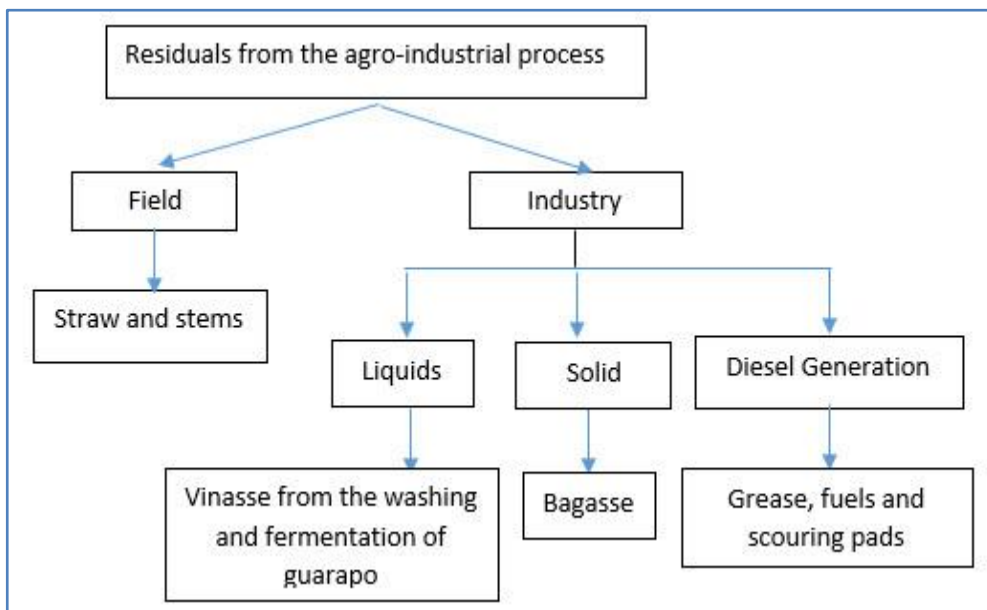 Residuals from the agro-industrial process
Field
Industry
Straw and stems
Liquids
Solid
Diesel Generation
Vinasse from the washing
and fermentation of
guarapo
Bagasse
Grease, fuels and
scouring pads